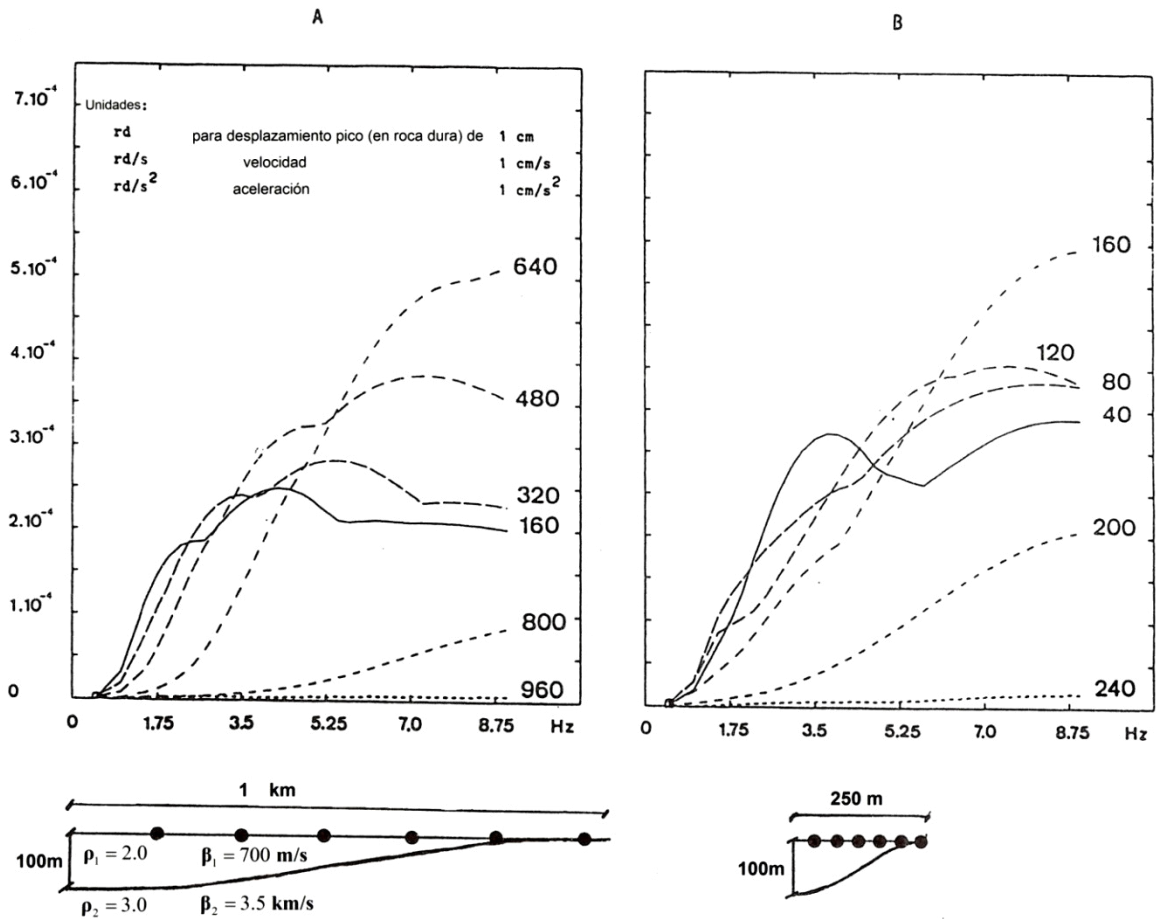 A
B
7.10⁻⁴
6.10⁻⁴
5.10⁻⁴
4.10⁻⁴
3.10⁻⁴
2.10⁻⁴
1.10⁻⁴
0
Unidades:
rd para desplazamiento pico (en roca dura) de 1 cm
rd/s velocidad 1 cm/s
rd/s² aceleración 1 cm/s²
640
480
320
160
800
960
0 1.75 3.5 5.25 7.0 8.75 Hz
160
120
80
40
200
240
0 1.75 3.5 5.25 7.0 8.75 Hz
1 km
100m
ρ₁ = 2.0 β₁ = 700 m/s
ρ₂ = 3.0 β₂ = 3.5 km/s
250 m
100m